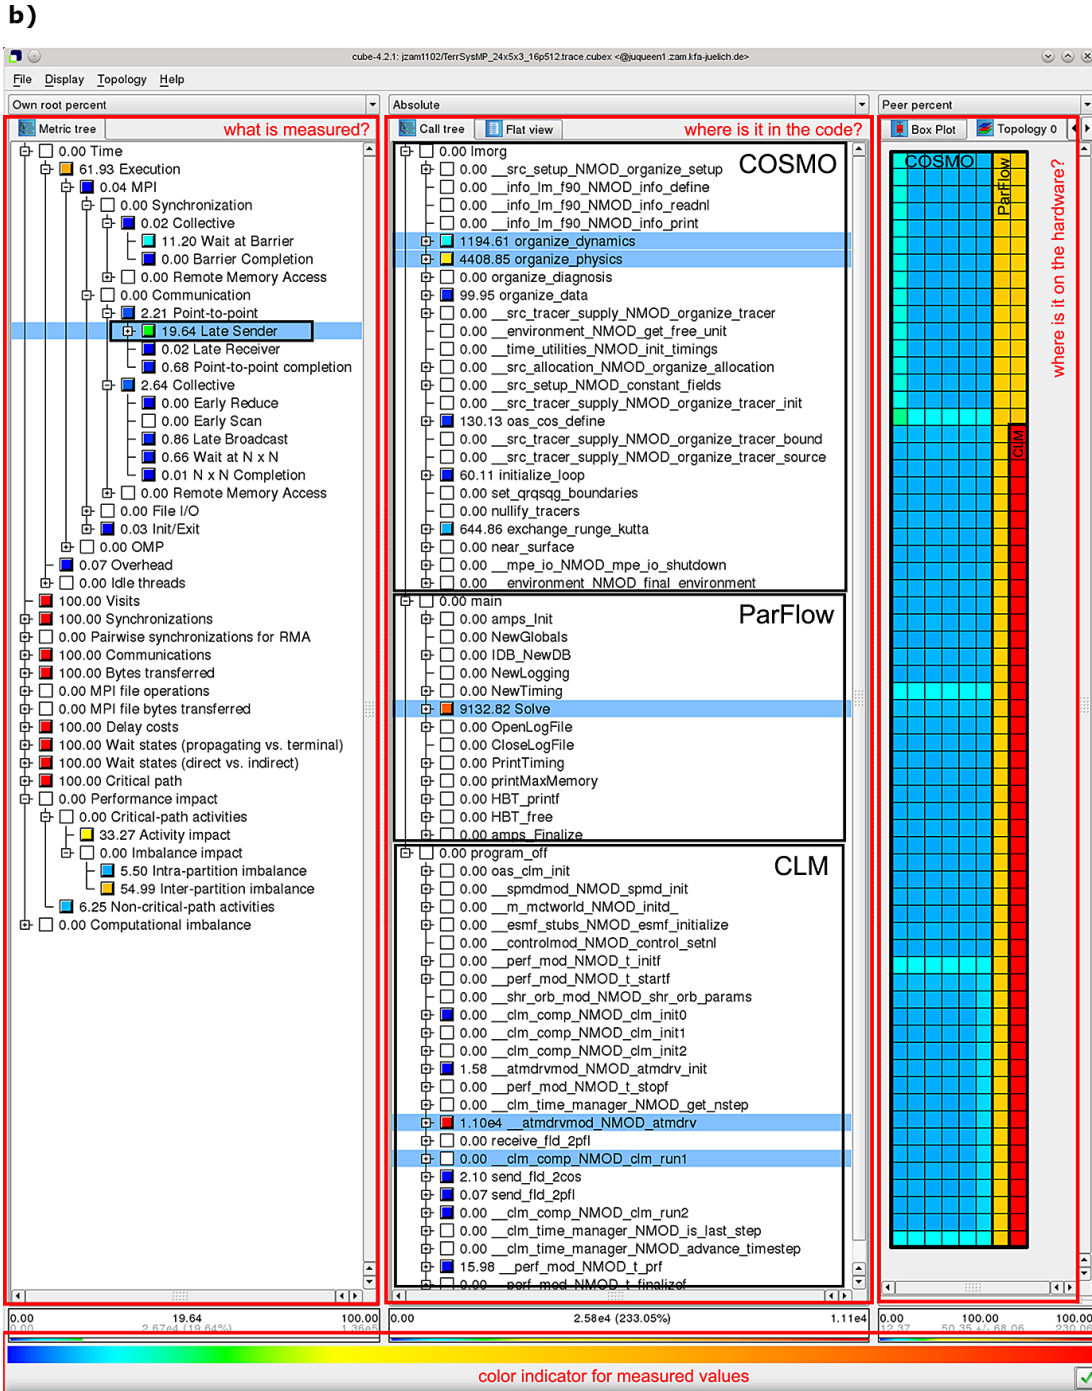 b)
cube-4.2.1: jzam1102/TerrSysMP_24x5x3_16p512.trace.cubex <@juqueen1.zam.kfa-juelich.de>
File Display Topology Help
Own root percent
Absolute
Peer percent
Metric tree
what is measured?
Call tree
Flat view
where is it in the code?
Box Plot
Topology 0
0.00 Time
61.93 Execution
0.04 MPI
0.00 Synchronization
0.02 Collective
11.20 Wait at Barrier
0.00 Barrier Completion
0.00 Remote Memory Access
0.00 Communication
2.21 Point-to-point
19.64 Late Sender
0.02 Late Receiver
0.68 Point-to-point completion
2.64 Collective
0.00 Early Reduce
0.00 Early Scan
0.86 Late Broadcast
0.66 Wait at N x N
0.01 N x N Completion
0.00 Remote Memory Access
0.00 File I/O
0.03 Init/Exit
0.00 OMP
0.07 Overhead
0.00 Idle threads
100.00 Visits
100.00 Synchronizations
0.00 Pairwise synchronizations for RMA
100.00 Communications
100.00 Bytes transferred
0.00 MPI file operations
0.00 MPI file bytes transferred
100.00 Delay costs
100.00 Wait states (propagating vs. terminal)
100.00 Wait states (direct vs. indirect)
100.00 Critical path
0.00 Performance impact
0.00 Critical-path activities
33.27 Activity impact
0.00 Imbalance impact
5.50 Intra-partition imbalance
54.99 Inter-partition imbalance
6.25 Non-critical-path activities
0.00 Computational imbalance
COSMO
0.00 lmorg
0.00 __src_setup_NMOD_organize_setup
0.00 __info_lm_f90_NMOD_info_define
0.00 __info_lm_f90_NMOD_info_readnl
0.00 __info_lm_f90_NMOD_info_print
1194.61 organize_dynamics
4408.85 organize_physics
0.00 organize_diagnosis
99.95 organize_data
0.00 __src_tracer_supply_NMOD_organize_tracer
0.00 __environment_NMOD_get_free_unit
0.00 __time_utilities_NMOD_init_timings
0.00 __src_allocation_NMOD_organize_allocation
0.00 __src_setup_NMOD_constant_fields
0.00 __src_tracer_supply_NMOD_organize_tracer_init
130.13 oas_cos_define
0.00 __src_tracer_supply_NMOD_organize_tracer_bound
0.00 __src_tracer_supply_NMOD_organize_tracer_source
60.11 initialize_loop
0.00 set_qrqsqg_boundaries
0.00 nullify_tracers
644.86 exchange_runge_kutta
0.00 near_surface
0.00 __mpe_io_NMOD_mpe_io_shutdown
0.00 __environment_NMOD_final_environment
ParFlow
0.00 main
0.00 amps_Init
0.00 NewGlobals
0.00 IDB_NewDB
0.00 NewLogging
0.00 NewTiming
9132.82 Solve
0.00 OpenLogFile
0.00 CloseLogFile
0.00 PrintTiming
0.00 printMaxMemory
0.00 HBT_printf
0.00 HBT_free
0.00 amps_Finalize
CLM
0.00 program_off
0.00 oas_clm_init
0.00 __spmdmod_NMOD_spmd_init
0.00 __m_mctworld_NMOD_initd_
0.00 __esmf_stubs_NMOD_esmf_initialize
0.00 __controlmod_NMOD_control_setnl
0.00 __perf_mod_NMOD_t_initf
0.00 __perf_mod_NMOD_t_startf
0.00 __shr_orb_mod_NMOD_shr_orb_params
0.00 __clm_comp_NMOD_clm_init0
0.00 __clm_comp_NMOD_clm_init1
0.00 __clm_comp_NMOD_clm_init2
1.58 __atmdrvmod_NMOD_atmdrv_init
0.00 __perf_mod_NMOD_t_stopf
0.00 __clm_time_manager_NMOD_get_nstep
1.10e4 __atmdrvmod_NMOD_atmdrv
0.00 receive_fld_2pfl
0.00 __clm_comp_NMOD_clm_run1
2.10 send_fld_2cos
0.07 send_fld_2pfl
0.00 __clm_comp_NMOD_clm_run2
0.00 __clm_time_manager_NMOD_is_last_step
0.00 __clm_time_manager_NMOD_advance_timestep
15.98 __perf_mod_NMOD_t_prf
0.00 __perf_mod_NMOD_t_finalizef
COSMO
ParFlow
CLM
where is it on the hardware?
0.00 19.64 100.00
0.00 2.67e4 (19.64%) 1.36e5
0.00 2.58e4 (233.05%) 1.11e4
0.00 100.00 100.00
12.37 50.35 +/- 68.06 230.06
color indicator for measured values